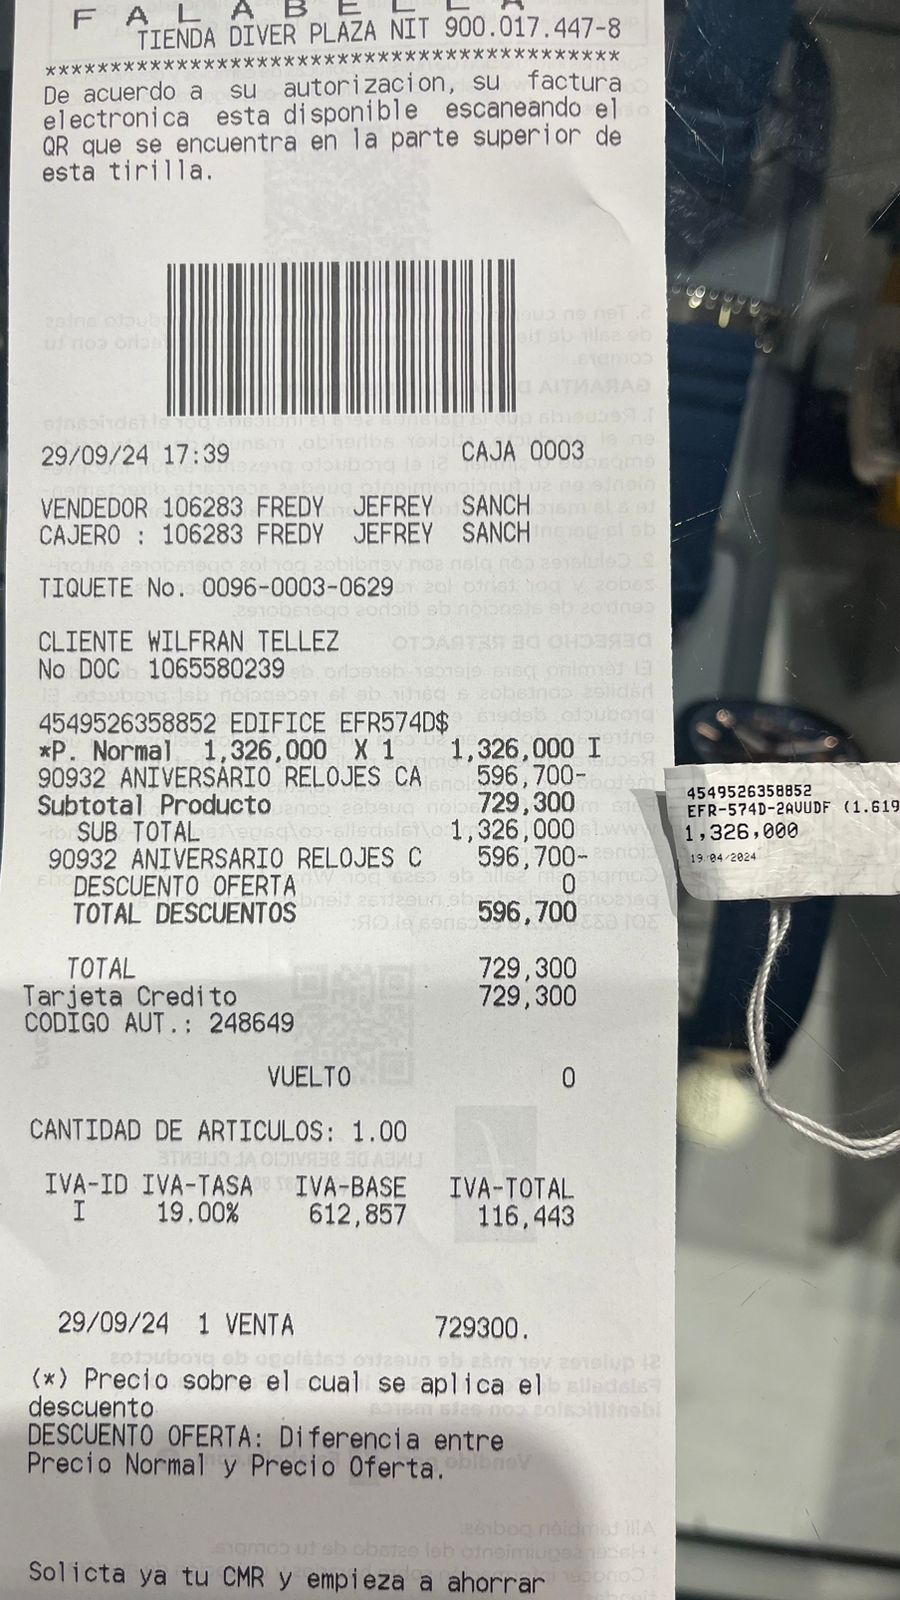 F A L A B E L L A
TIENDA DIVER PLAZA NIT 900.017.447-8
******************************************
De acuerdo a su autorizacion, su factura
electronica esta disponible escaneando el
QR que se encuentra en la parte superior de
esta tirilla.
29/09/24 17:39 CAJA 0003
VENDEDOR 106283 FREDY JEFREY SANCH
CAJERO : 106283 FREDY JEFREY SANCH
TIQUETE No. 0096-0003-0629
CLIENTE WILFRAN TELLEZ
No DOC 1065580239
4549526358852 EDIFICE EFR574D$
*P. Normal 1,326,000 X 1 1,326,000 I
90932 ANIVERSARIO RELOJES CA 596,700-
Subtotal Producto 729,300
SUB TOTAL 1,326,000
90932 ANIVERSARIO RELOJES C 596,700-
DESCUENTO OFERTA 0
TOTAL DESCUENTOS 596,700
TOTAL 729,300
Tarjeta Credito 729,300
CODIGO AUT.: 248649
VUELTO 0
CANTIDAD DE ARTICULOS: 1.00
IVA-ID IVA-TASA IVA-BASE IVA-TOTAL
I 19.00% 612,857 116,443
29/09/24 1 VENTA 729300.
(*) Precio sobre el cual se aplica el
descuento
DESCUENTO OFERTA: Diferencia entre
Precio Normal y Precio Oferta.
Solicta ya tu CMR y empieza a ahorrar
4549526358852
EFR-574D-2AVUDF (1.619
1,326,000
19/04/2024